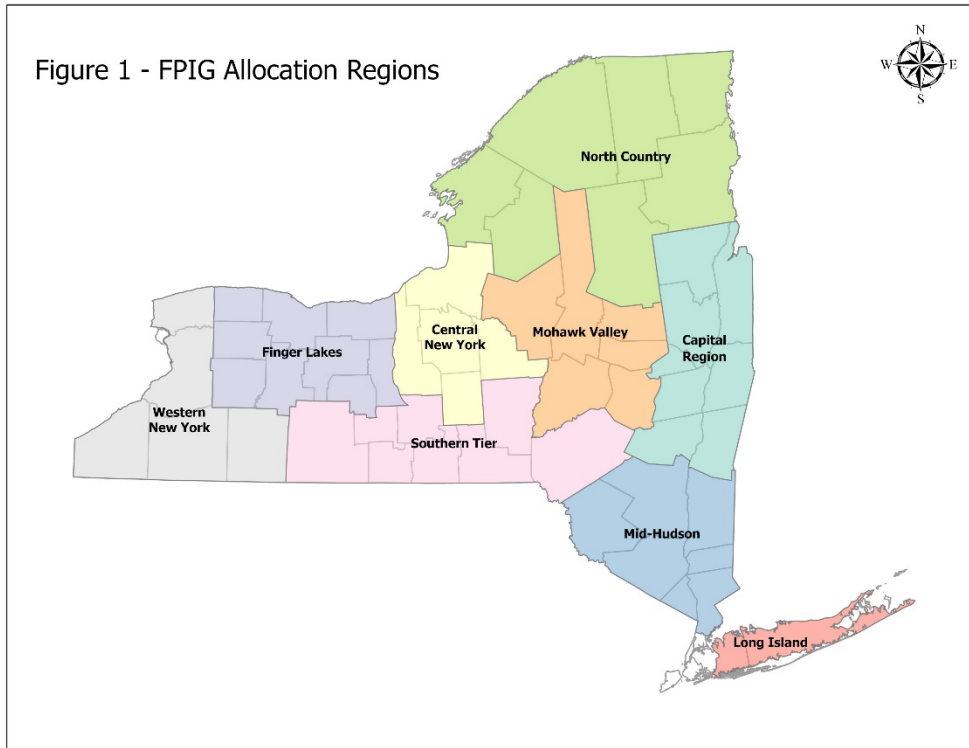 Figure 1 - FPIG Allocation Regions
N
W
E
S
North Country
Mohawk Valley
Central
New York
Capital
Region
Finger Lakes
Western
New York
Southern Tier
Mid-Hudson
Long Island